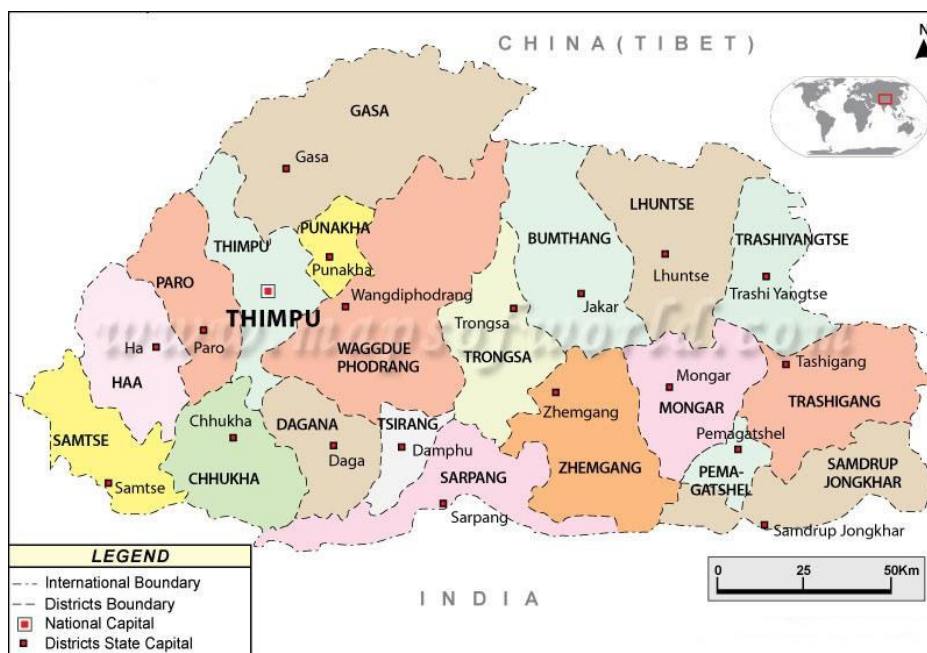 CHINA (TIBET)
N
GASA
Gasa
LHUNTSE
PUNAKHA
THIMPU
BUMTHANG
TRASHIYANGTSE
Punakha
Lhuntse
PARO
Trashi Yangtse
Wangdiphodrang
Jakar
Trongsa
THIMPU
www.mapsofworld.com
Ha
Paro
WAGGDUE
PHODRANG
TRONGSA
Tashigang
HAA
Mongar
Zhemgang
MONGAR
TRASHIGANG
Chhukha
DAGANA
TSIRANG
Pemagatshel
SAMTSE
Daga
Damphu
SAMDRUP
JONGKHAR
CHHUKHA
SARPANG
ZHEMGANG
PEMA-
GATSHEL
Samtse
Sarpang
Samdrup Jongkhar
LEGEND
International Boundary
Districts Boundary
National Capital
Districts State Capital
0 25 50Km
INDIA